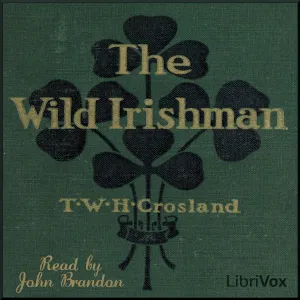 The
Wild Irishman
T·W·H·Crosland
Read by
John Brandon
LibriVox